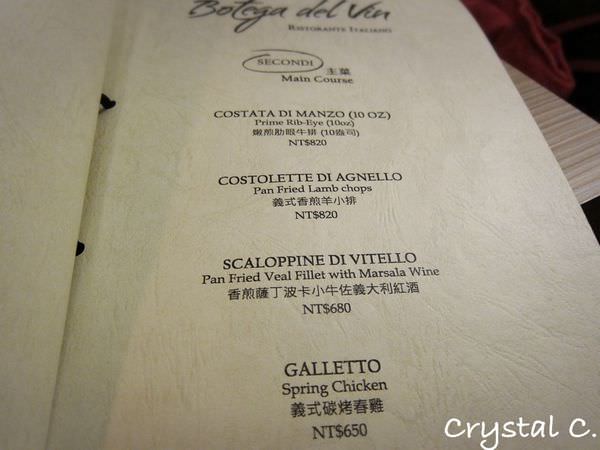 Botega del Vin
RISTORANTE ITALIANO
SECONDI
主菜
Main Course
COSTATA DI MANZO (10 OZ)
Prime Rib-Eye (10oz)
嫩煎肋眼牛排 (10盎司)
NT$820
COSTOLETTE DI AGNELLO
Pan Fried Lamb chops
義式香煎羊小排
NT$820
SCALOPPINE DI VITELLO
Pan Fried Veal Fillet with Marsala Wine
香煎薩丁波卡小牛佐義大利紅酒
NT$680
GALLETTO
Spring Chicken
義式碳烤春雞
NT$650
Crystal C.